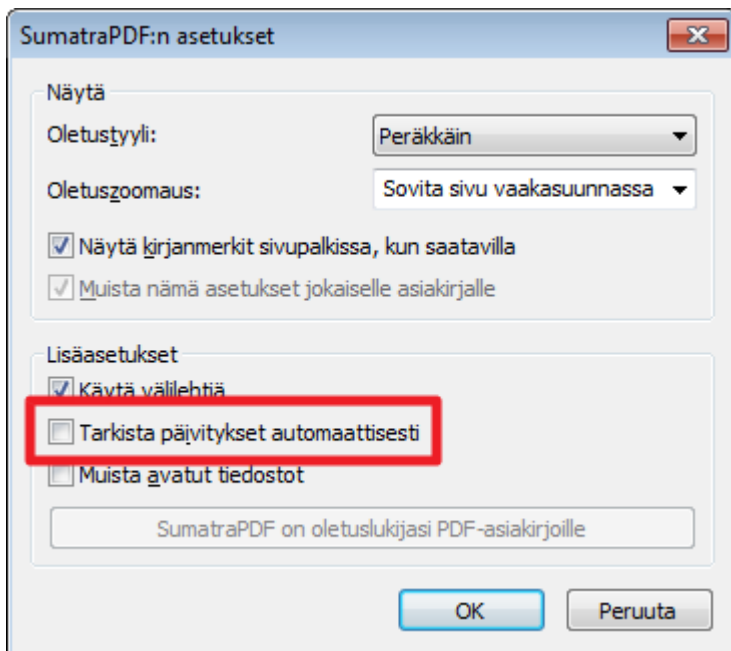 SumatraPDF:n asetukset
Näytä
Oletustyyli:
Peräkkäin
Oletuszoomaus:
Sovita sivu vaakasuunnassa
Näytä kirjanmerkit sivupalkissa, kun saatavilla
Muista nämä asetukset jokaiselle asiakirjalle
Lisäasetukset
Käytä välilehtiä
Tarkista päivitykset automaattisesti
Muista avatut tiedostot
SumatraPDF on oletuslukijasi PDF-asiakirjoille
OK
Peruuta